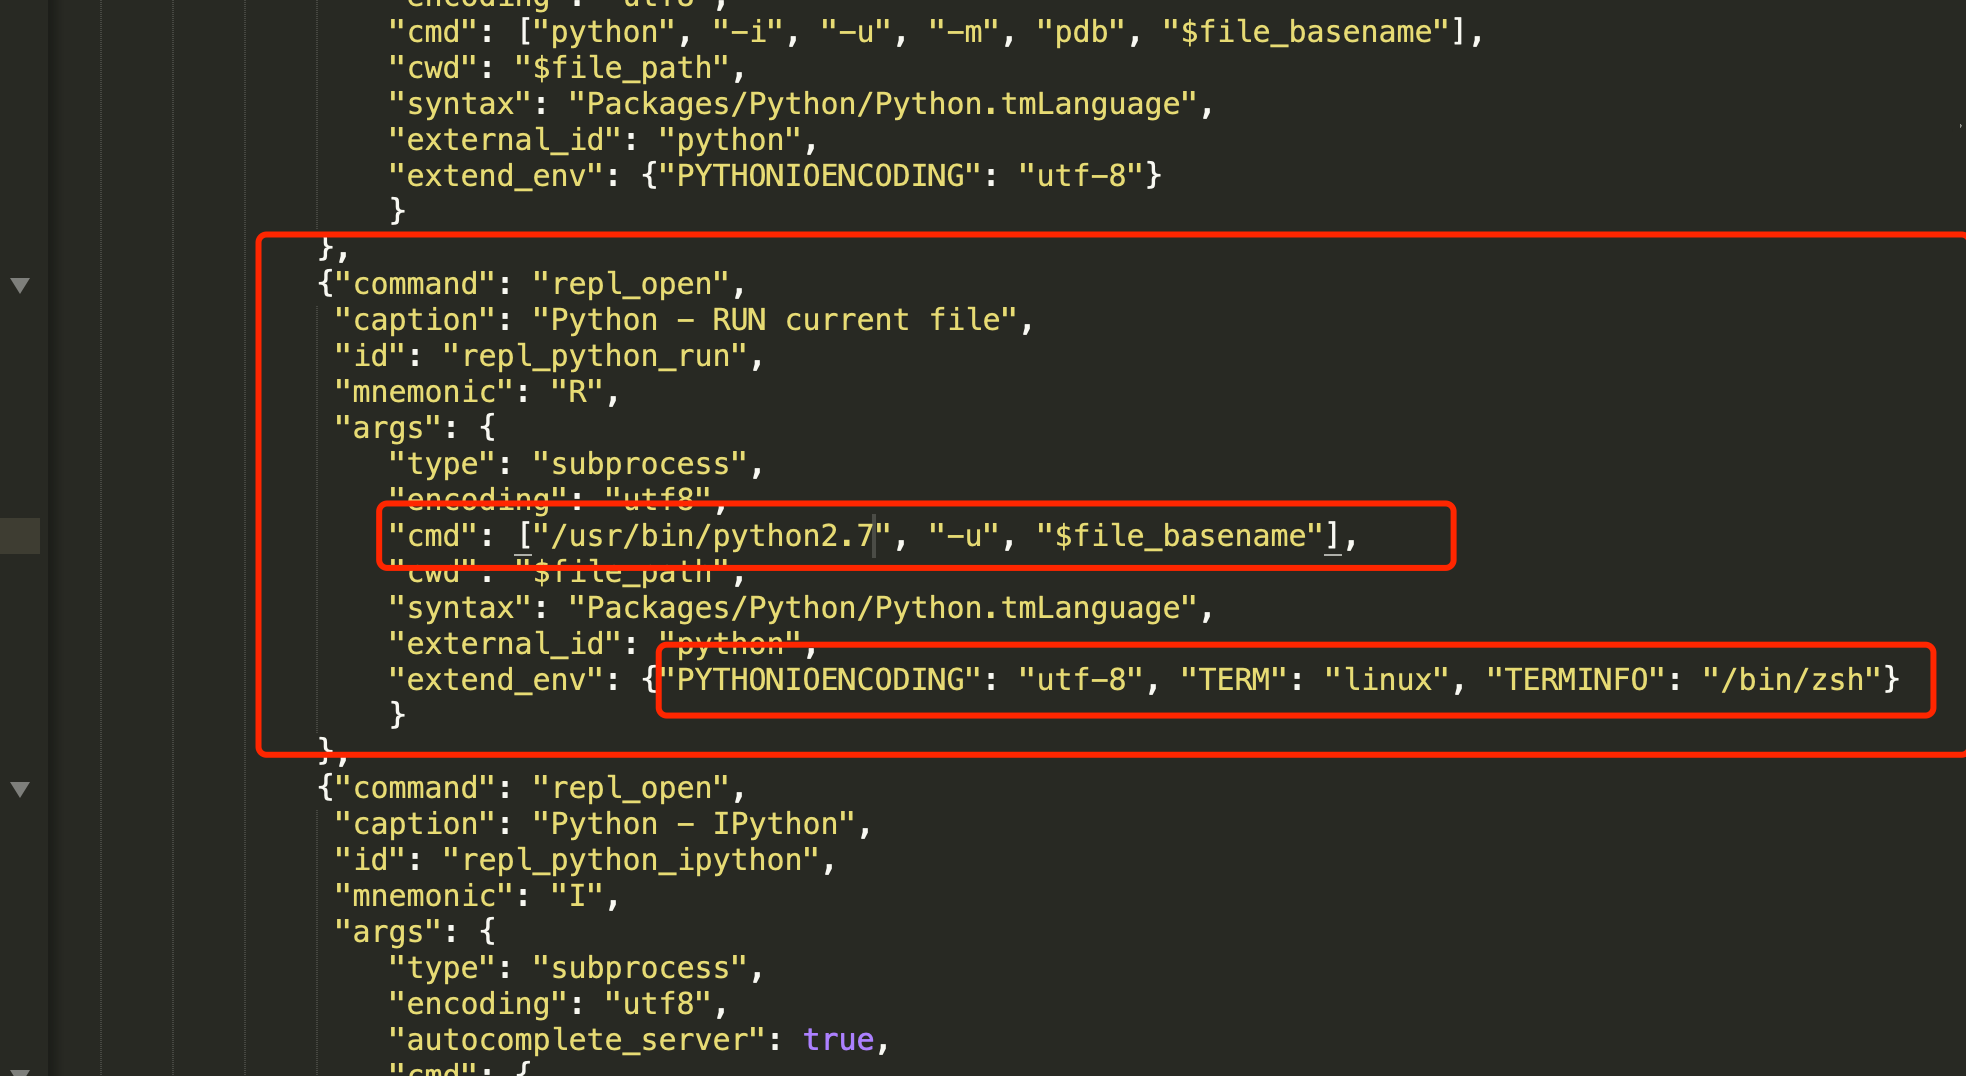 "encoding": "utf8",
"cmd": ["python", "-i", "-u", "-m", "pdb", "$file_basename"],
"cwd": "$file_path",
"syntax": "Packages/Python/Python.tmLanguage",
"external_id": "python",
"extend_env": {"PYTHONIOENCODING": "utf-8"}
}
},
{"command": "repl_open",
"caption": "Python - RUN current file",
"id": "repl_python_run",
"mnemonic": "R",
"args": {
"type": "subprocess",
"encoding": "utf8",
"cmd": ["/usr/bin/python2.7", "-u", "$file_basename"],
"cwd": "$file_path",
"syntax": "Packages/Python/Python.tmLanguage",
"external_id": "python",
"extend_env": {"PYTHONIOENCODING": "utf-8", "TERM": "linux", "TERMINFO": "/bin/zsh"}
}
},
{"command": "repl_open",
"caption": "Python - IPython",
"id": "repl_python_ipython",
"mnemonic": "I",
"args": {
"type": "subprocess",
"encoding": "utf8",
"autocomplete_server": true,
"cmd": {